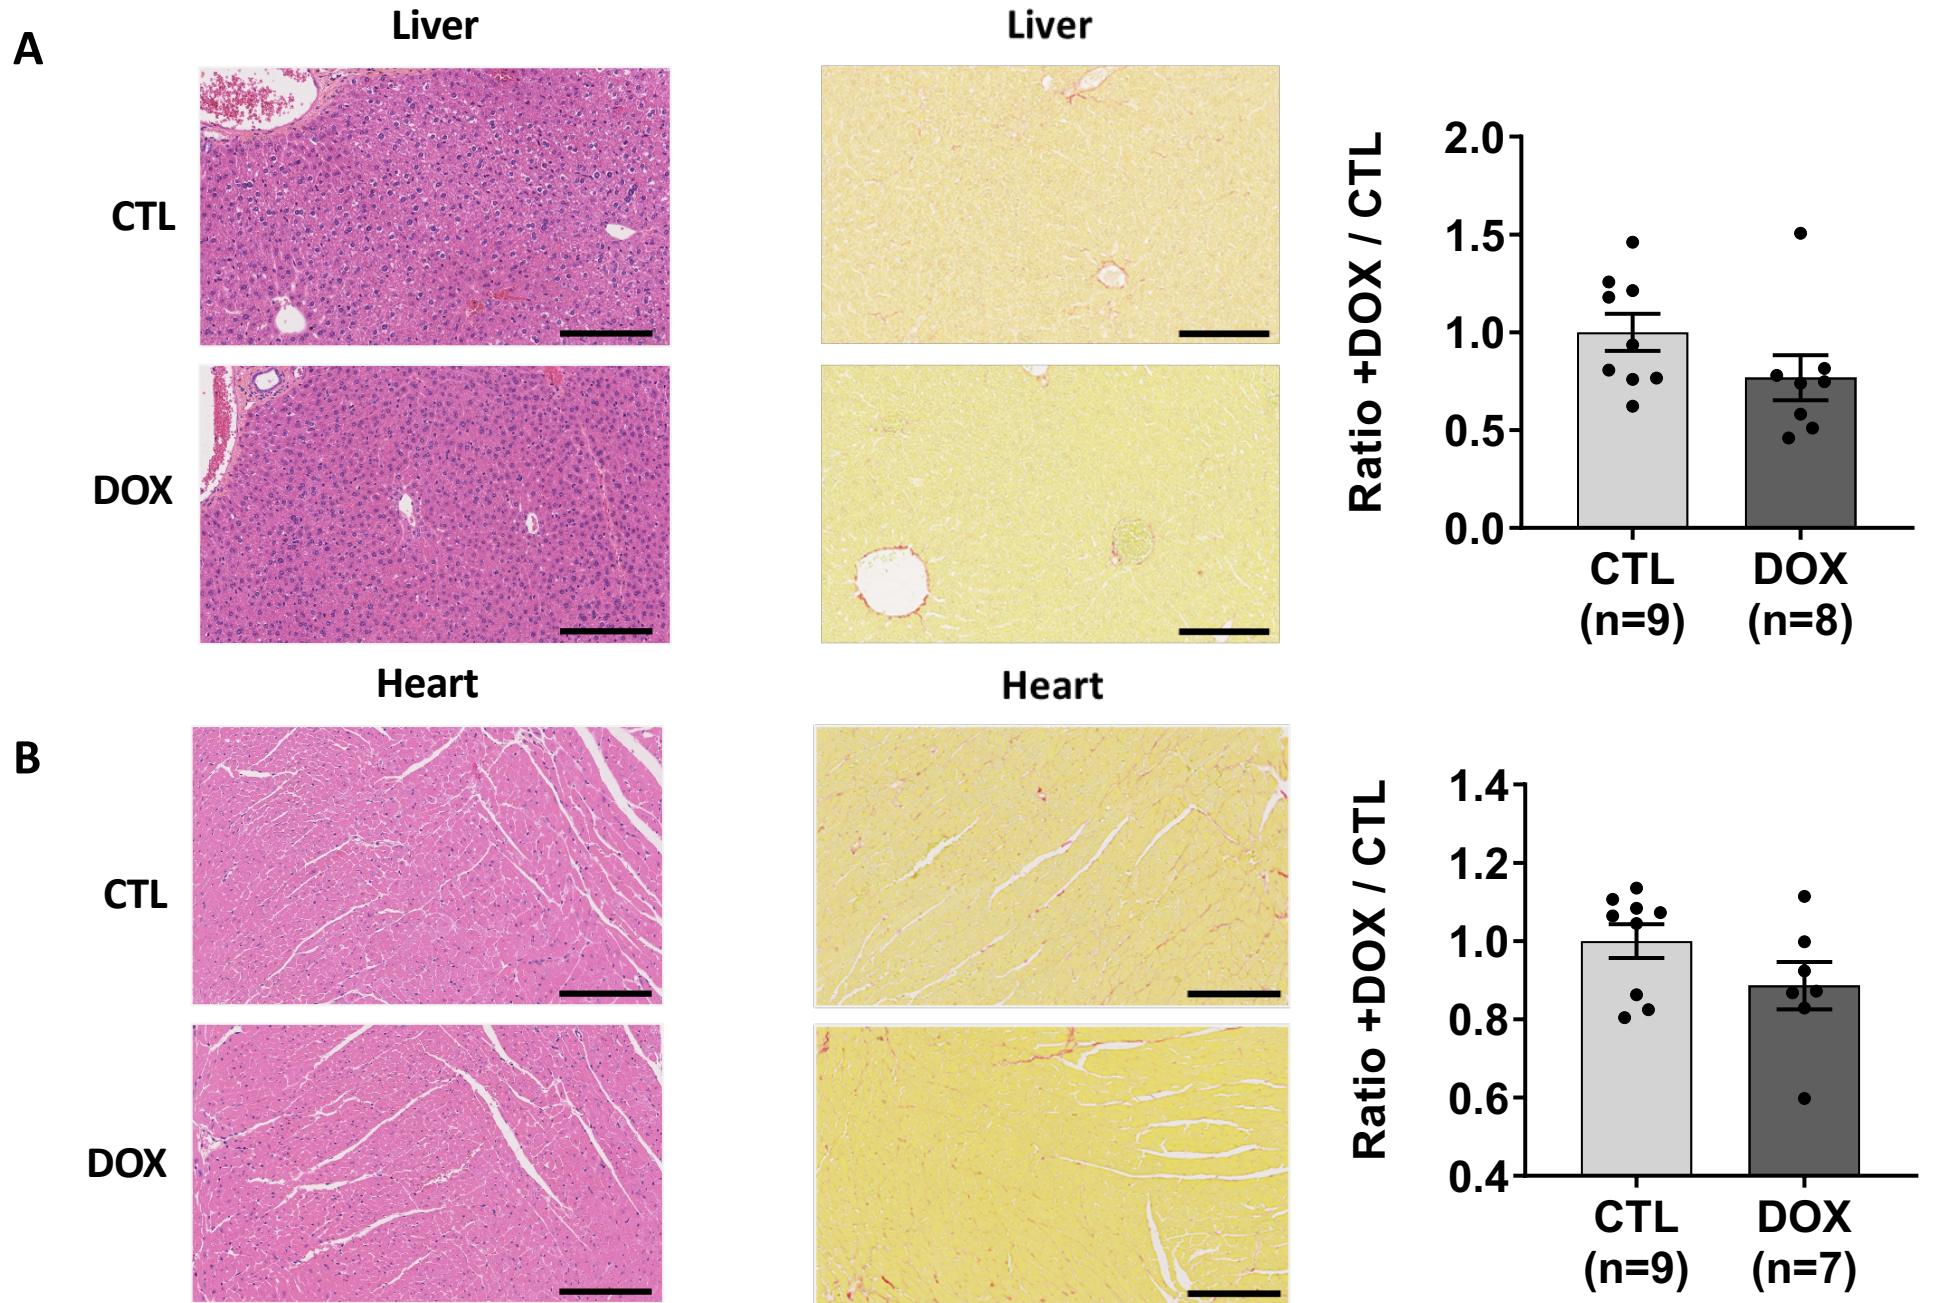 A
Liver
Liver
CTL
DOX
Ratio +DOX / CTL
2.0
1.5
1.0
0.5
0.0
CTL
(n=9)
DOX
(n=8)
B
Heart
Heart
CTL
DOX
Ratio +DOX / CTL
1.4
1.2
1.0
0.8
0.6
0.4
CTL
(n=9)
DOX
(n=7)